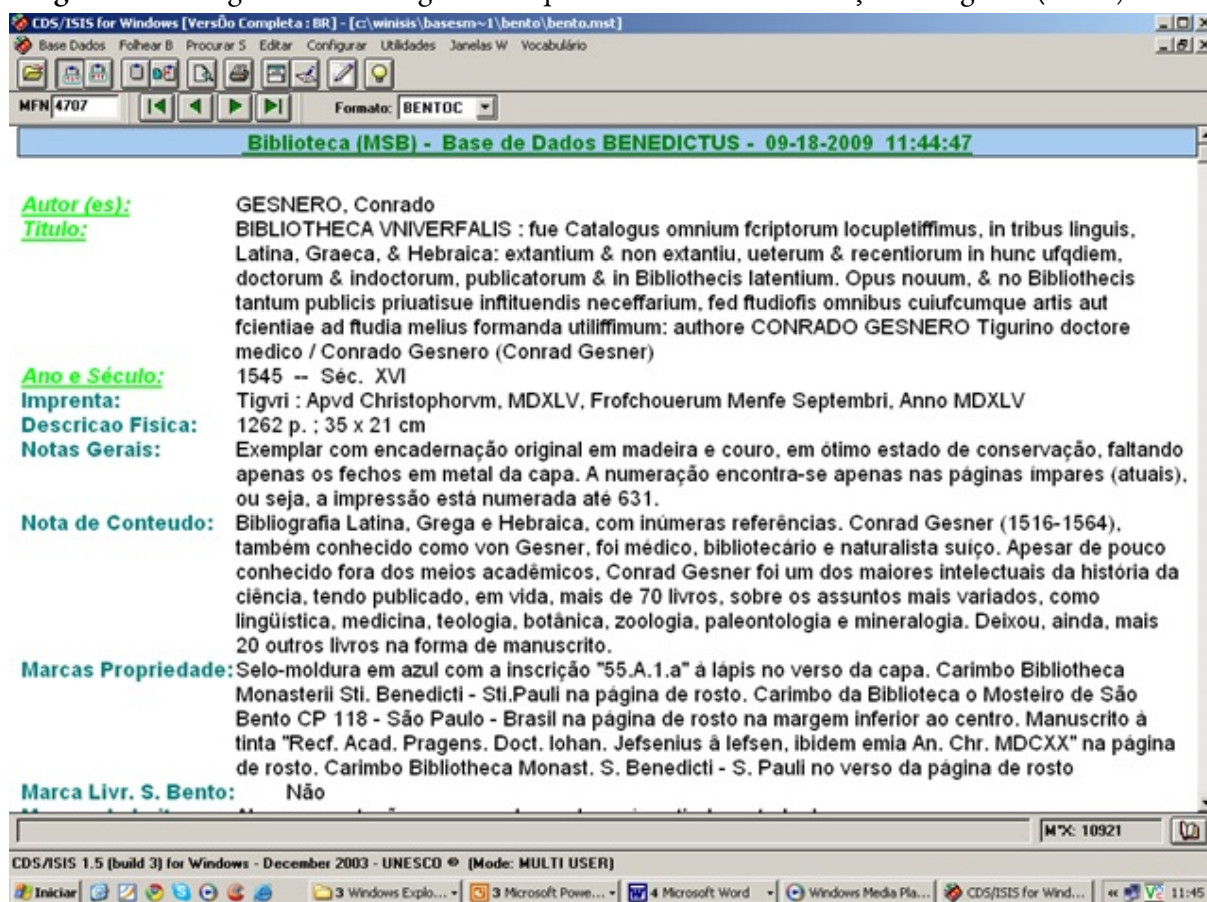 CDS/ISIS for Windows [VersÛo Completa : BR] - [c:\winisis\basesm~1\bento\bento.mst]
Base Dados Folhear B Procurar S Editar Configurar Utilidades Janelas W Vocabulário
MFN 4707 Formato: BENTOC
Biblioteca (MSB) - Base de Dados BENEDICTUS - 09-18-2009 11:44:47
Autor (es): GESNERO, Conrado
Titulo: BIBLIOTHECA VNIVERFALIS : fue Catalogus omnium fcriptorum locupletiffimus, in tribus linguis,
Latina, Graeca, & Hebraica: extantium & non extantiu, ueterum & recentiorum in hunc ufqdiem,
doctorum & indoctorum, publicatorum & in Bibliothecis latentium. Opus nouum, & no Bibliothecis
tantum publicis priuatisue inftituendis neceffarium, fed ftudiofis omnibus cuiufcumque artis aut
fcientiae ad ftudia melius formanda utiliffimum: authore CONRADO GESNERO Tigurino doctore
medico / Conrado Gesnero (Conrad Gesner)
Ano e Século: 1545 -- Séc. XVI
Imprenta: Tigvri : Apvd Christophorvm, MDXLV, Frofchouerum Menfe Septembri, Anno MDXLV
Descricao Fisica: 1262 p. ; 35 x 21 cm
Notas Gerais: Exemplar com encadernação original em madeira e couro, em ótimo estado de conservação, faltando
apenas os fechos em metal da capa. A numeração encontra-se apenas nas páginas ímpares (atuais),
ou seja, a impressão está numerada até 631.
Nota de Conteudo: Bibliografia Latina, Grega e Hebraica, com inúmeras referências. Conrad Gesner (1516-1564),
também conhecido como von Gesner, foi médico, bibliotecário e naturalista suíço. Apesar de pouco
conhecido fora dos meios acadêmicos, Conrad Gesner foi um dos maiores intelectuais da história da
ciência, tendo publicado, em vida, mais de 70 livros, sobre os assuntos mais variados, como
lingüística, medicina, teologia, botânica, zoologia, paleontologia e mineralogia. Deixou, ainda, mais
20 outros livros na forma de manuscrito.
Marcas Propriedade: Selo-moldura em azul com a inscrição "55.A.1.a" à lápis no verso da capa. Carimbo Bibliotheca
Monasterii Sti. Benedicti - Sti.Pauli na página de rosto. Carimbo da Biblioteca o Mosteiro de São
Bento CP 118 - São Paulo - Brasil na página de rosto na margem inferior ao centro. Manuscrito à
tinta "Recf. Acad. Pragens. Doct. Iohan. Jefsenius â Iefsen, ibidem emia An. Chr. MDCXX" na página
de rosto. Carimbo Bibliotheca Monast. S. Benedicti - S. Pauli no verso da página de rosto
Marca Livr. S. Bento: Não
M"X: 10921
CDS/ISIS 1.5 (build 3) for Windows - December 2003 - UNESCO © (Mode: MULTI USER)
Iniciar 3 Windows Explo... 3 Microsoft Powe... 4 Microsoft Word Windows Media Pla... CDS/ISIS for Wind... 11:45